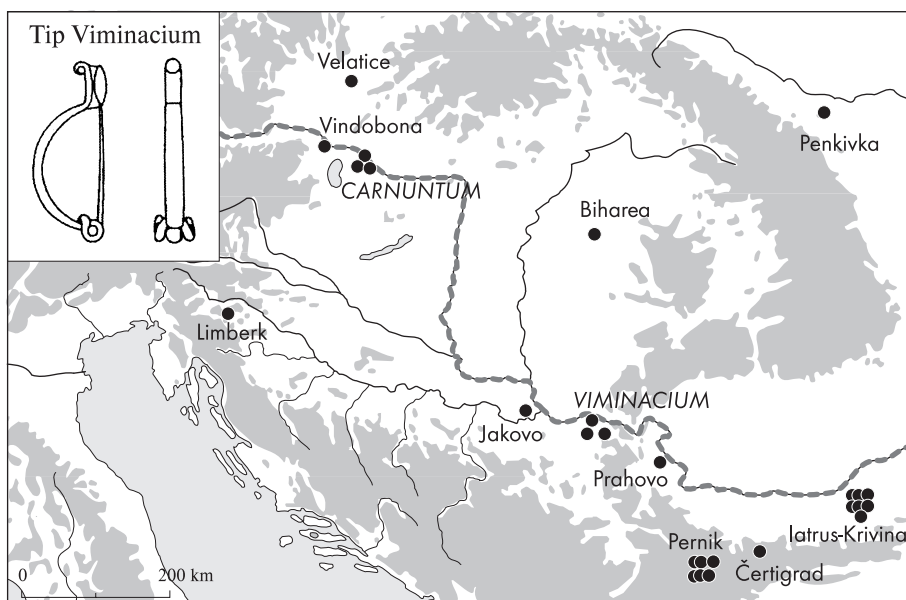 Tip Viminacium
Velatice
Vindobona
CARNUNTUM
Penkivka
Biharea
Limberk
VIMINACIUM
Jakovo
Prahovo
Iatrus-Krivina
Pernik
Čertigrad
0 200 km